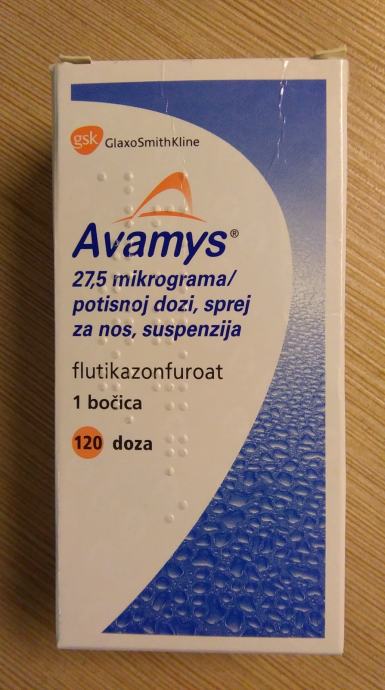 gsk GlaxoSmithKline
Avamys®
27,5 mikrograma/
potisnoj dozi, sprej
za nos, suspenzija
flutikazonfuroat
1 bočica
120 doza